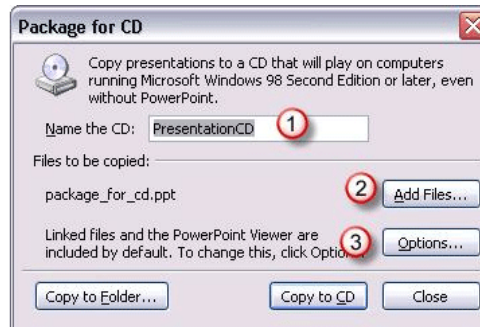 Package for CD
Copy presentations to a CD that will play on computers
running Microsoft Windows 98 Second Edition or later, even
without PowerPoint.
Name the CD: PresentationCD 1
Files to be copied:
package_for_cd.ppt 2 Add Files...
Linked files and the PowerPoint Viewer are
included by default. To change this, click Option 3 Options...
Copy to Folder... Copy to CD Close